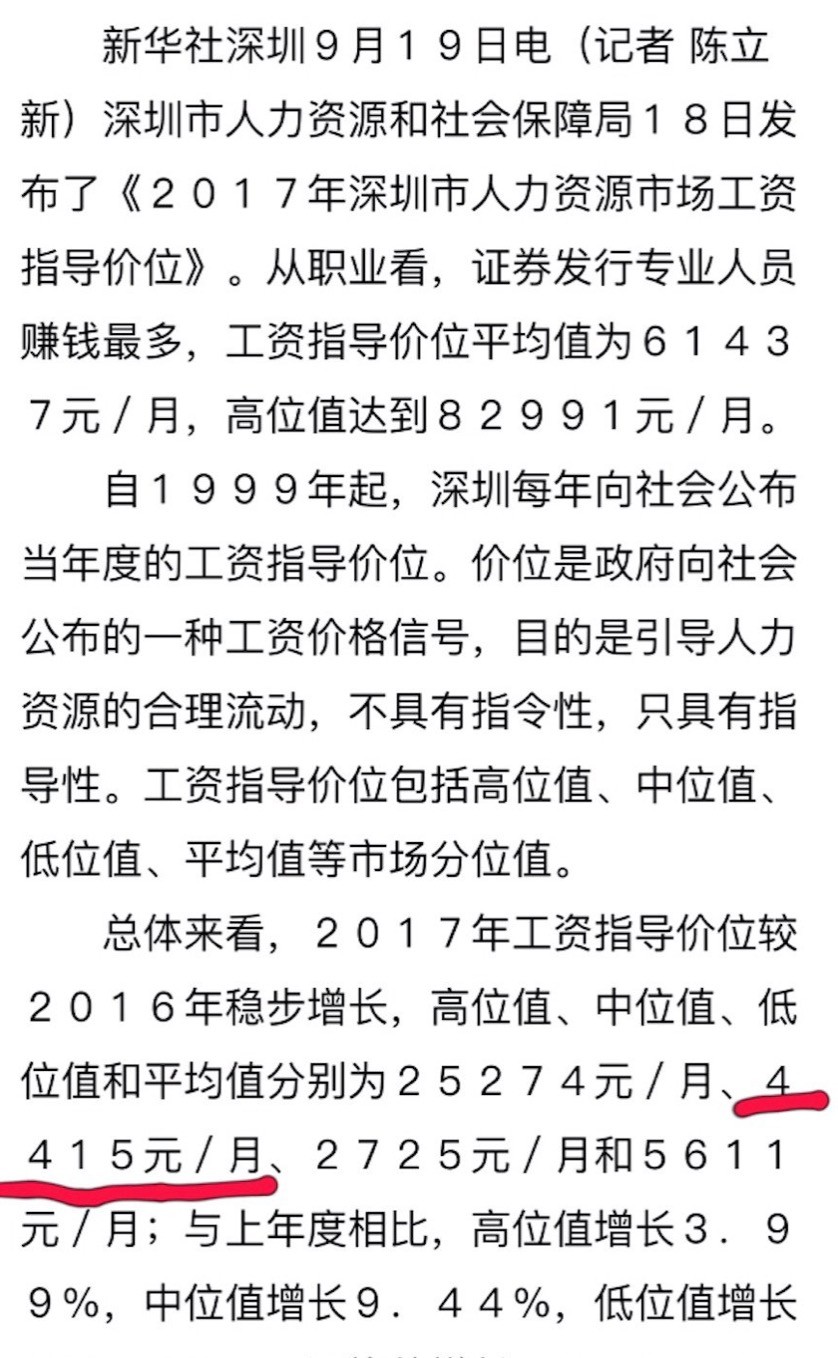 新华社深圳９月１９日电（记者 陈立
新）深圳市人力资源和社会保障局１８日发
布了《２０１７年深圳市人力资源市场工资
指导价位》。从职业看，证券发行专业人员
赚钱最多，工资指导价位平均值为６１４３
７元／月，高位值达到８２９９１元／月。
自１９９９年起，深圳每年向社会公布
当年度的工资指导价位。价位是政府向社会
公布的一种工资价格信号，目的是引导人力
资源的合理流动，不具有指令性，只具有指
导性。工资指导价位包括高位值、中位值、
低位值、平均值等市场分位值。
总体来看，２０１７年工资指导价位较
２０１６年稳步增长，高位值、中位值、低
位值和平均值分别为２５２７４元／月、４
４１５元／月、２７２５元／月和５６１１
元／月；与上年度相比，高位值增长３．９
９％，中位值增长９．４４％，低位值增长